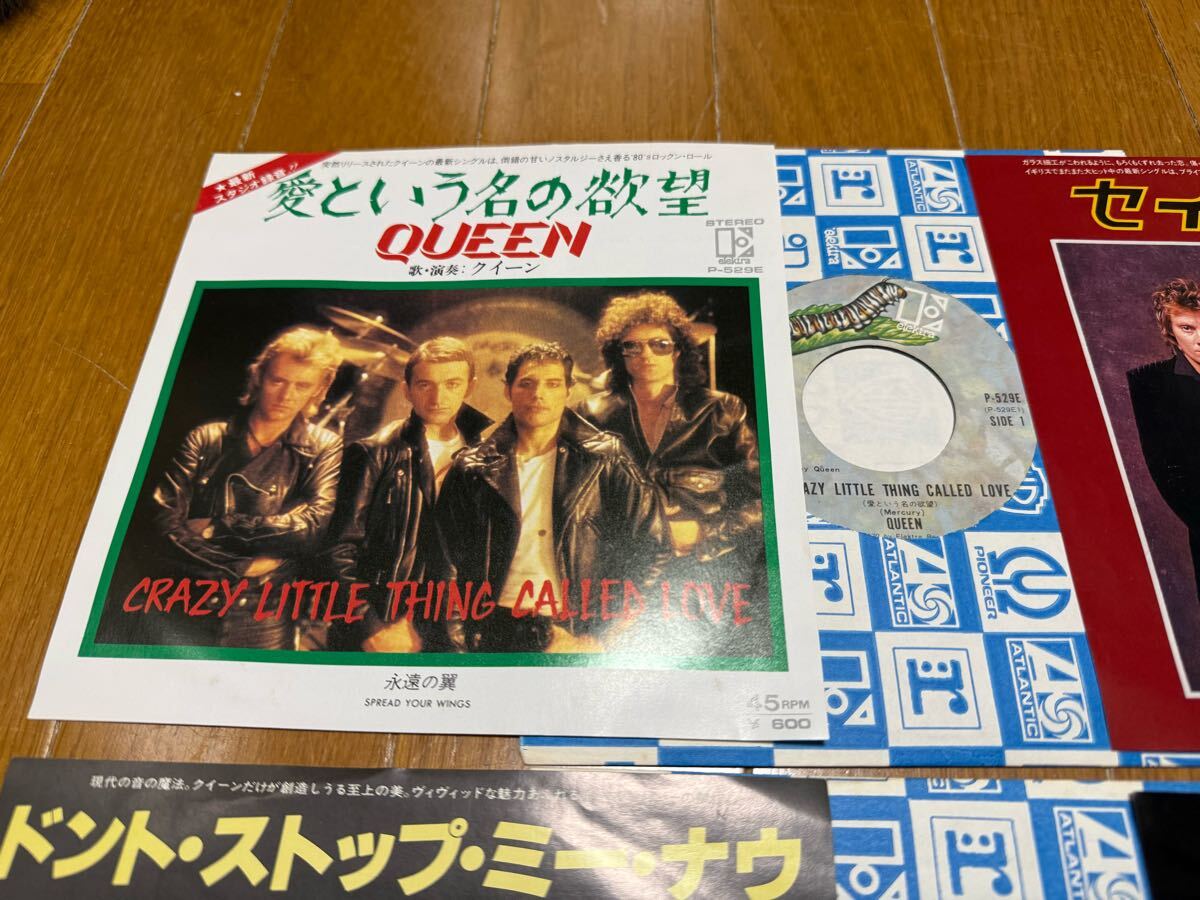 突然リリースされたクイーンの最新シングルは、倒錯の甘いノスタルジーさえ香る'80'sロックン・ロール
★最新
スタジオ録音♪
愛という名の欲望
QUEEN
歌・演奏：クイーン
STEREO
elektra
P-529E
CRAZY LITTLE THING CALLED LOVE
永遠の翼
SPREAD YOUR WINGS
45RPM
¥600
elektra
P-529E
(P-529E1)
SIDE 1
by Queen
AZY LITTLE THING CALLED LOVE
(愛という名の欲望)
(Mercury)
QUEEN
elektra
ATLANTIC
PIONEER
ATLANTIC
ATLANTIC
ガラス細工がこわれるように、もろくもくずれ去った恋。
イギリスでまたまた大ヒット中の最新シングルは、
セイ
現代の音の魔法。クイーンだけが創造しうる至上の美。ヴィヴィッドな魅力あふれる
ドント・ストップ・ミー・ナウ